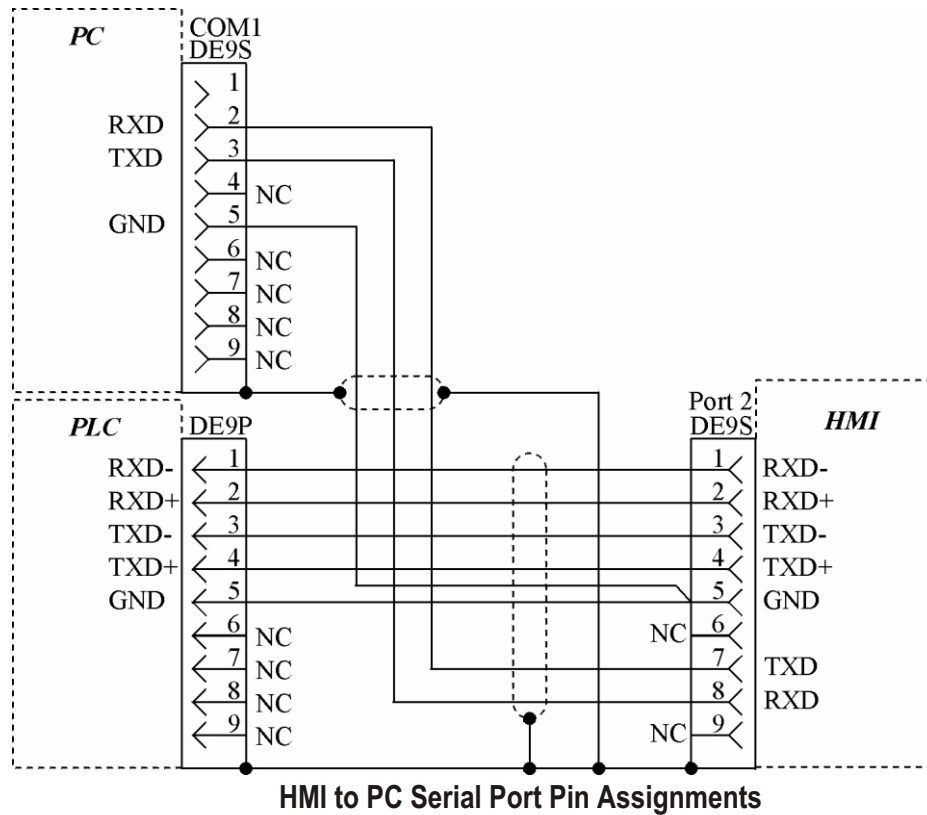 PC
COM1
DE9S
1
RXD 2
TXD 3
4 NC
GND 5
6 NC
7 NC
8 NC
9 NC
PLC
DE9P
RXD- 1
RXD+ 2
TXD- 3
TXD+ 4
GND 5
6 NC
7 NC
8 NC
9 NC
Port 2
DE9S
HMI
1 RXD-
2 RXD+
3 TXD-
4 TXD+
5 GND
NC 6
7 TXD
8 RXD
NC 9
HMI to PC Serial Port Pin Assignments